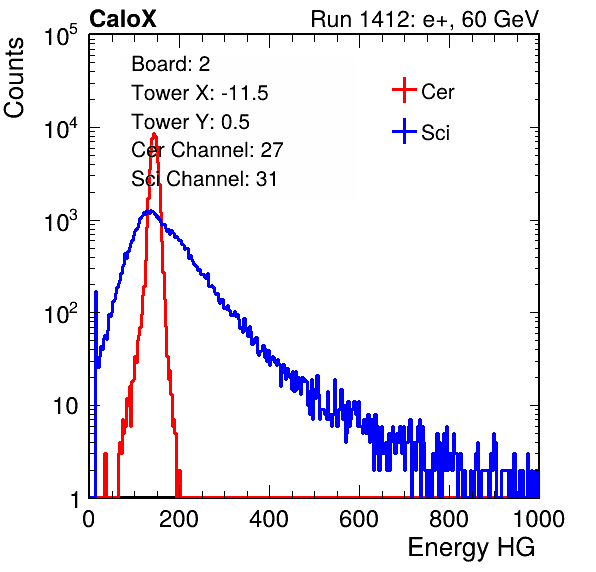 CaloX Run 1412: e+, 60 GeV
Counts
10^5
10^4
10^3
10^2
10
1
Board: 2
Tower X: -11.5
Tower Y: 0.5
Cer Channel: 27
Sci Channel: 31
Cer
Sci
0 200 400 600 800 1000
Energy HG